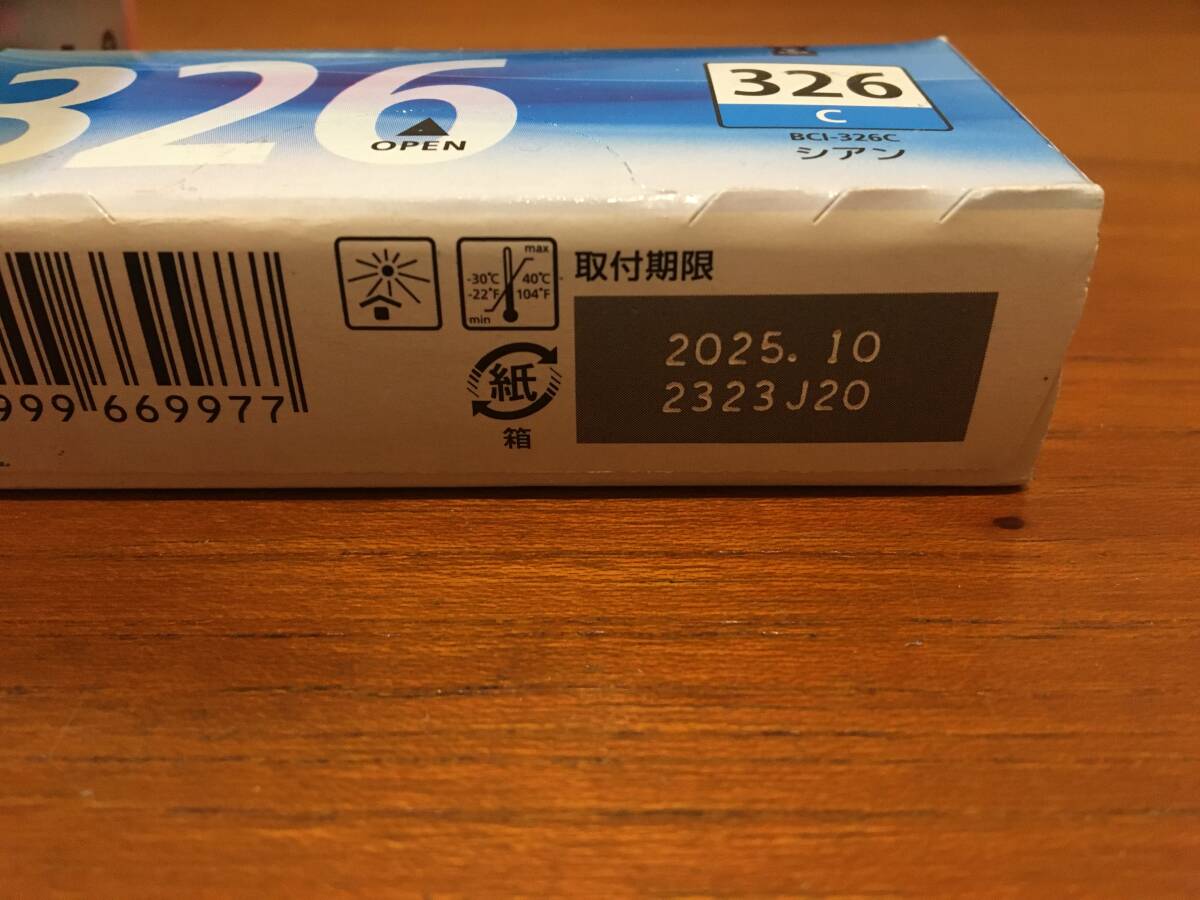 326
OPEN
326
C
BCI-326C
シアン
取付期限
max
-30℃ 40℃
-22°F 104°F
min
2025.10
2323J20
紙
箱
999 669977